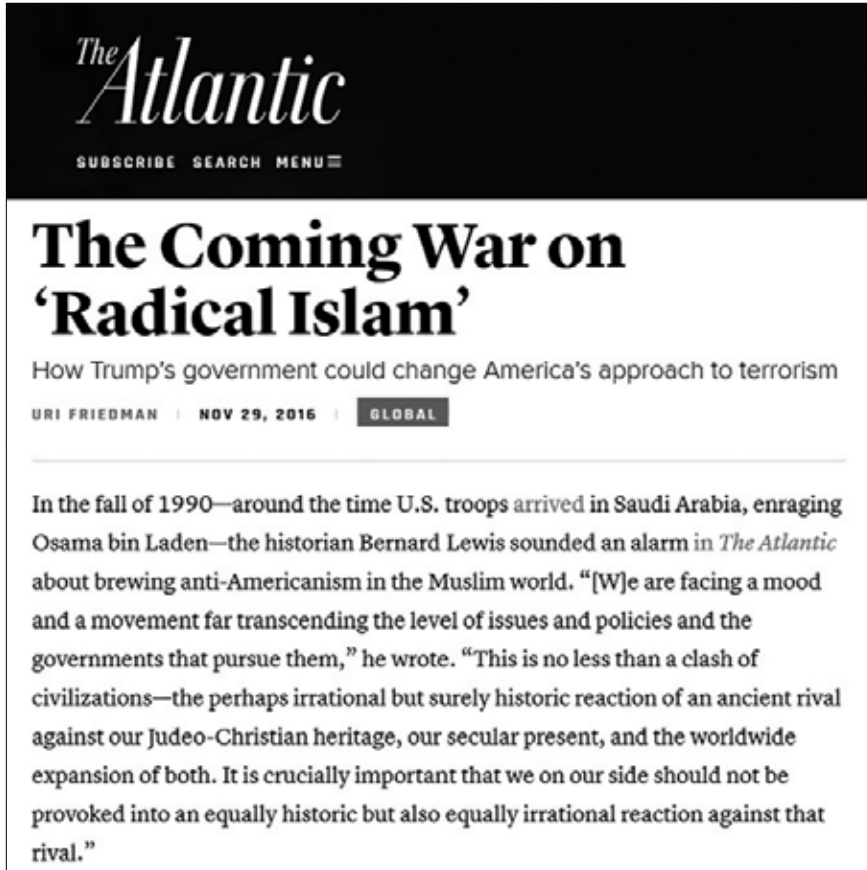 The Atlantic
SUBSCRIBE SEARCH MENU
The Coming War on
‘Radical Islam’
How Trump's government could change America's approach to terrorism
URI FRIEDMAN | NOV 29, 2016 | GLOBAL
In the fall of 1990—around the time U.S. troops arrived in Saudi Arabia, enraging
Osama bin Laden—the historian Bernard Lewis sounded an alarm in The Atlantic
about brewing anti-Americanism in the Muslim world. “[W]e are facing a mood
and a movement far transcending the level of issues and policies and the
governments that pursue them,” he wrote. “This is no less than a clash of
civilizations—the perhaps irrational but surely historic reaction of an ancient rival
against our Judeo-Christian heritage, our secular present, and the worldwide
expansion of both. It is crucially important that we on our side should not be
provoked into an equally historic but also equally irrational reaction against that
rival.”